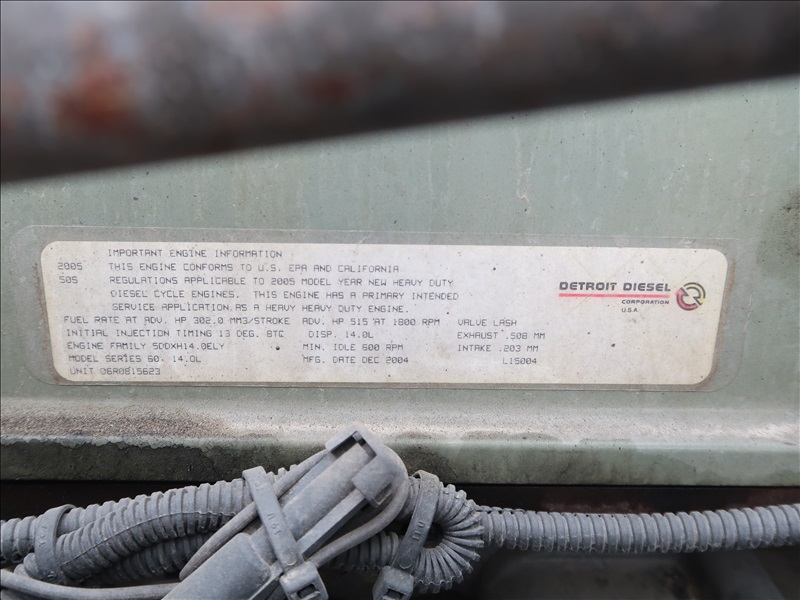 IMPORTANT ENGINE INFORMATION
2005 THIS ENGINE CONFORMS TO U.S. EPA AND CALIFORNIA
505 REGULATIONS APPLICABLE TO 2005 MODEL YEAR NEW HEAVY DUTY
DIESEL CYCLE ENGINES. THIS ENGINE HAS A PRIMARY INTENDED
SERVICE APPLICATION AS A HEAVY HEAVY DUTY ENGINE.
FUEL RATE AT ADV. HP 302.0 MM3/STROKE ADV. HP 515 AT 1800 RPM VALVE LASH
INITIAL INJECTION TIMING 13 DEG. BTC DISP. 14.0L EXHAUST .508 MM
ENGINE FAMILY 5DDXH14.0ELY MIN. IDLE 600 RPM INTAKE .203 MM
MODEL SERIES 60 14.0L MFG. DATE DEC 2004 L15004
UNIT 06R0815623
DETROIT DIESEL
CORPORATION
U.S.A.